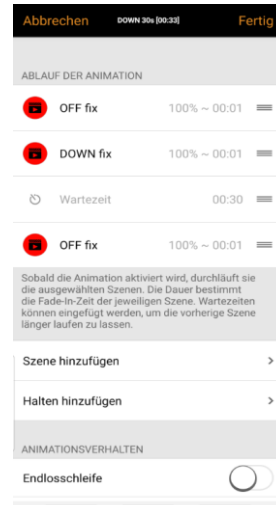 Abbrechen DOWN 30s [00:33] Fertig
ABLAUF DER ANIMATION
OFF fix 100% ~ 00:01
DOWN fix 100% ~ 00:01
Wartezeit 00:30
OFF fix 100% ~ 00:01
Sobald die Animation aktiviert wird, durchläuft sie
die ausgewählten Szenen. Die Dauer bestimmt
die Fade-In-Zeit der jeweiligen Szene. Wartezeiten
können eingefügt werden, um die vorherige Szene
länger laufen zu lassen.
Szene hinzufügen
Halten hinzufügen
ANIMATIONSVERHALTEN
Endlosschleife